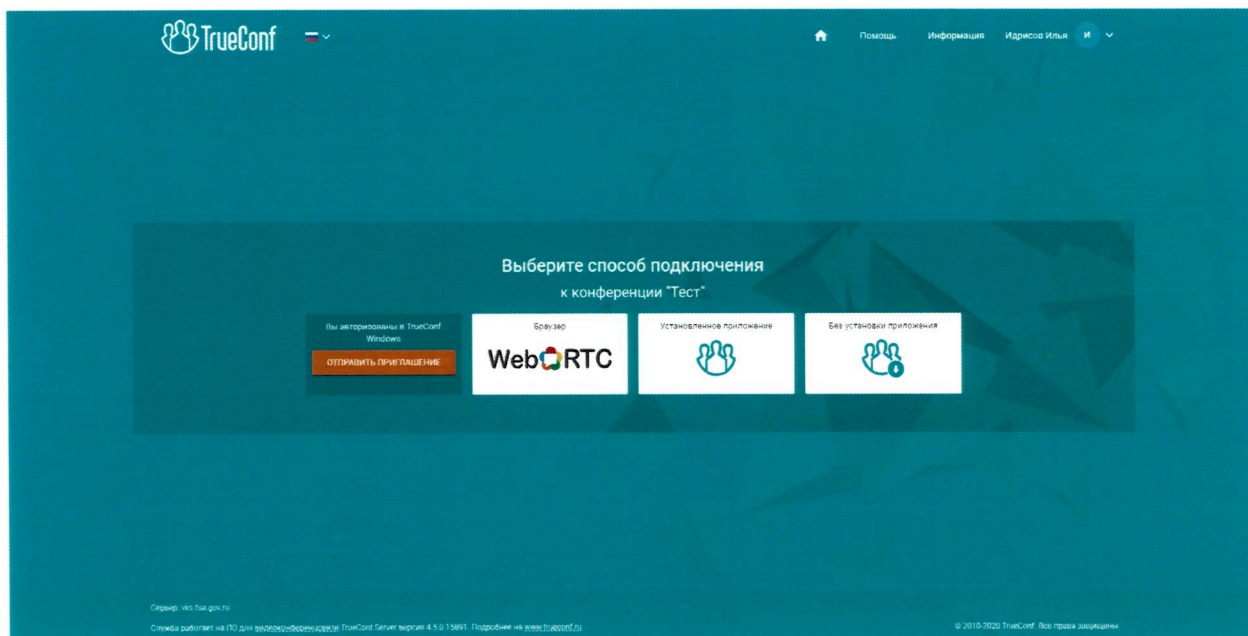 TrueConf
Помощь Информация Идрисов Илья И
Выберите способ подключения
к конференции "Тест"
Вы авторизованы в TrueConf
Windows
ОТПРАВИТЬ ПРИГЛАШЕНИЕ
Браузер
WebRTC
Установленное приложение
Без установки приложения
Сервер: vks.fsa.gov.ru
Служба работает на ПО для видеоконференцсвязи TrueConf Server версия 4.5.0.15891. Подробнее на www.trueconf.ru.
© 2010-2020 TrueConf. Все права защищены.